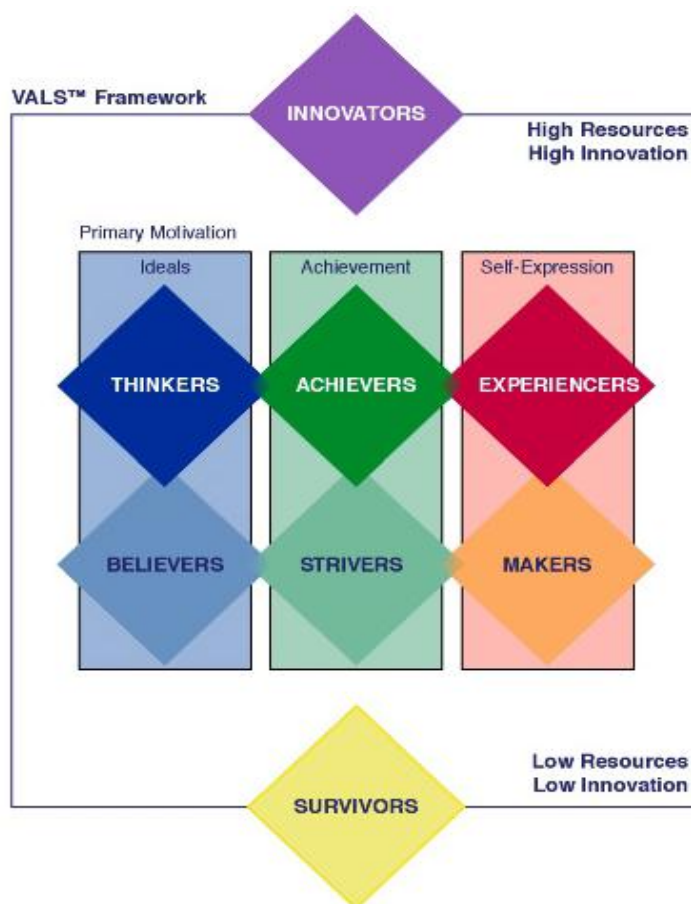 VALS™ Framework
INNOVATORS
High Resources
High Innovation
Primary Motivation
Ideals
Achievement
Self-Expression
THINKERS
ACHIEVERS
EXPERIENCERS
BELIEVERS
STRIVERS
MAKERS
Low Resources
Low Innovation
SURVIVORS